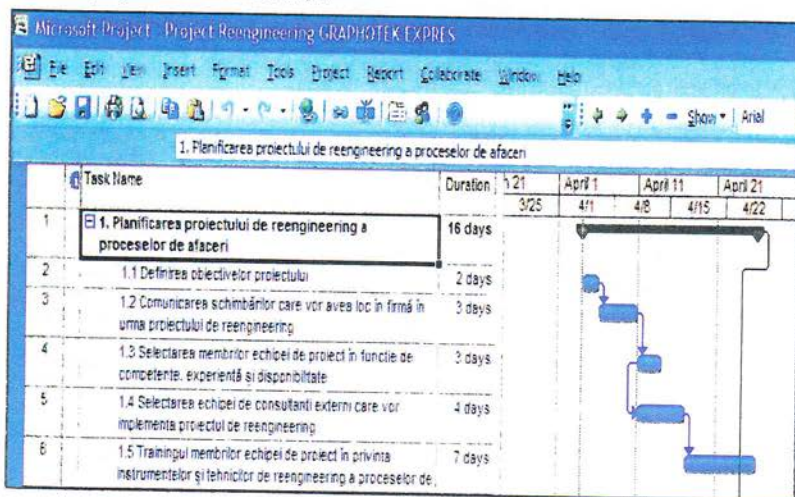 Microsoft Project - Project Reengineering GRAPHOTEK EXPRES
File Edit View Insert Format Tools Project Report Collaborate Window Help
Show Arial
1. Planificarea proiectului de reengineering a proceselor de afaceri
Task Name Duration 21 April 1 April 11 April 21
3/25 4/1 4/8 4/15 4/22
1 1. Planificarea proiectului de reengineering a 16 days
proceselor de afaceri
2 1.1 Definirea obiectivelor proiectului 2 days
3 1.2 Comunicarea schimbărilor care vor avea loc în firmă în 3 days
urma proiectului de reengineering
4 1.3 Selectarea membrilor echipei de proiect în functie de 3 days
competente, experientă și disponibilitate
5 1.4 Selectarea echipei de consultanti externi care vor 4 days
implementa proiectul de reengineering
6 1.5 Trainingul membrilor echipei de proiect în privinta 7 days
instrumentelor și tehnicilor de reengineering a proceselor de